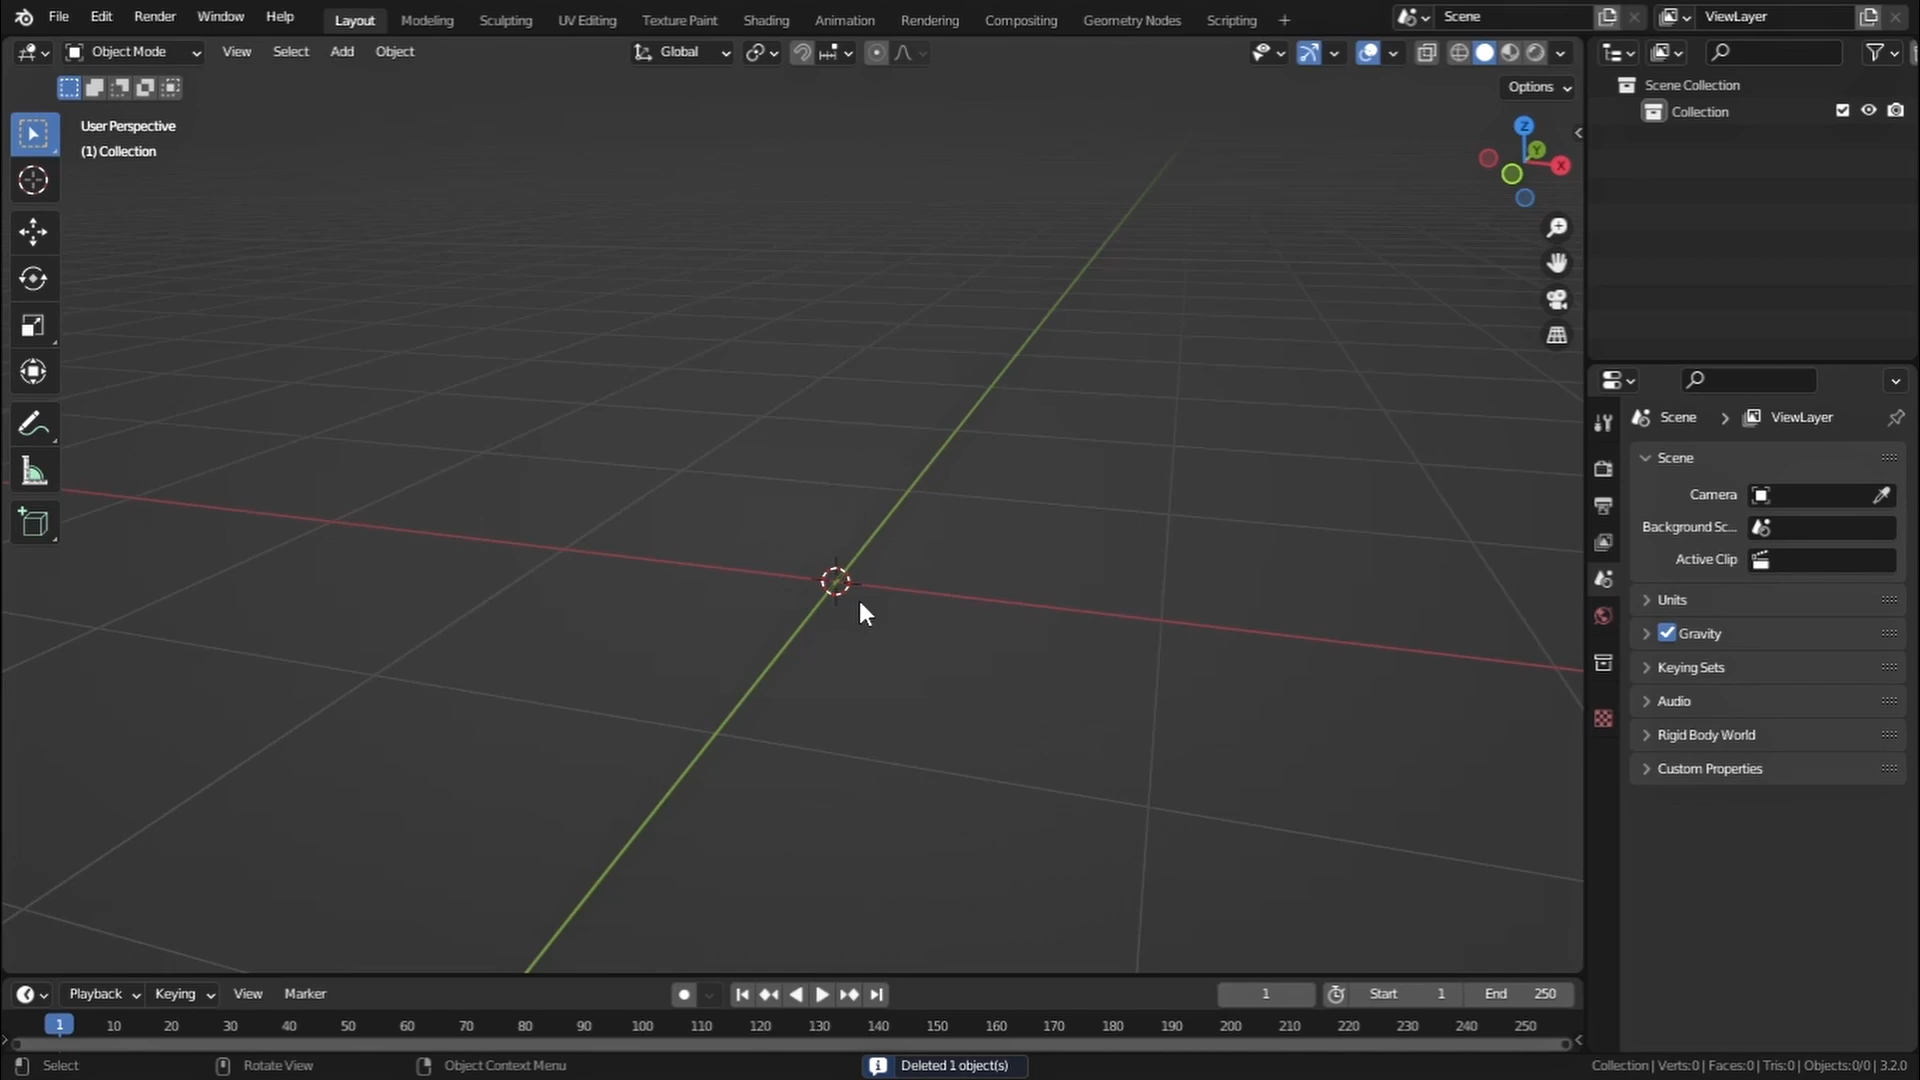 File Edit Render Window Help Layout Modeling Sculpting UV Editing Texture Paint Shading Animation Rendering Compositing Geometry Nodes Scripting + Scene ViewLayer
Object Mode View Select Add Object Global
Options
User Perspective
(1) Collection
Z
Y
X
Scene Collection
Collection
Scene > ViewLayer
Scene
Camera
Background Sc...
Active Clip
Units
Gravity
Keying Sets
Audio
Rigid Body World
Custom Properties
Playback Keying View Marker 1 Start 1 End 250
1 10 20 30 40 50 60 70 80 90 100 110 120 130 140 150 160 170 180 190 200 210 220 230 240 250
Select Rotate View Object Context Menu Deleted 1 object(s) Collection | Verts:0 | Faces:0 | Tris:0 | Objects:0/0 | 3.2.0